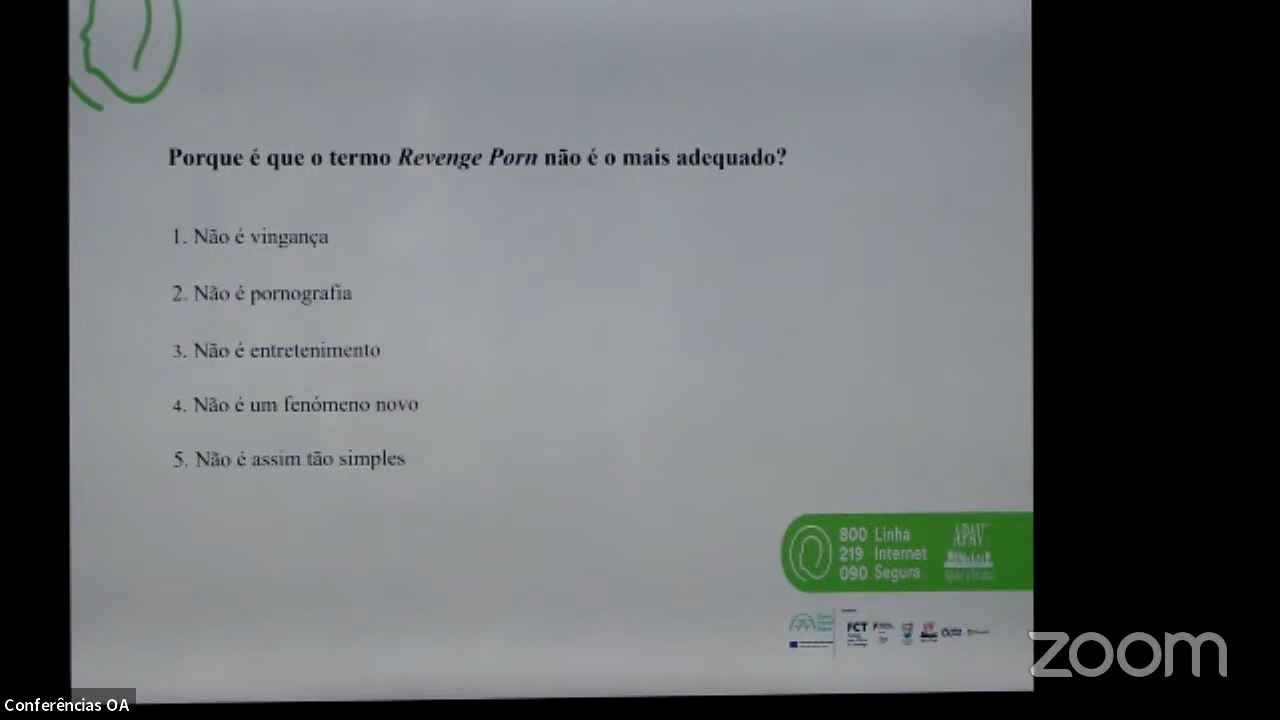 Porque é que o termo Revenge Porn não é o mais adequado?
1. Não é vingança
2. Não é pornografia
3. Não é entretenimento
4. Não é um fenómeno novo
5. Não é assim tão simples
800 Linha
219 Internet
090 Segura
APAV
FCT
zoom
Conferências OA